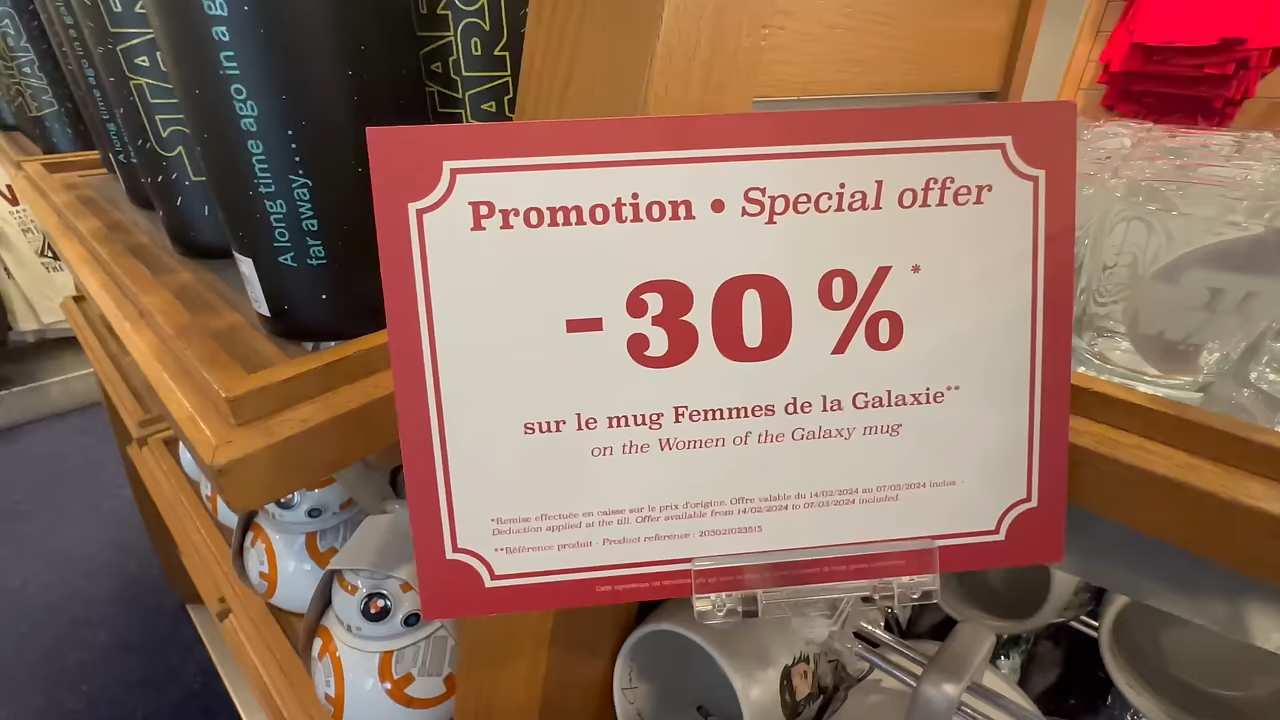 A long time ago in a g
far away....
STAR
WARS
Promotion • Special offer
-30%*
sur le mug Femmes de la Galaxie**
on the Women of the Galaxy mug
*Remise effectuée en caisse sur le prix d'origine. Offre valable du 14/02/2024 au 07/03/2024 inclus. -
Deduction applied at the till. Offer available from 14/02/2024 to 07/03/2024 included.
**Référence produit - Product reference : 205021023515